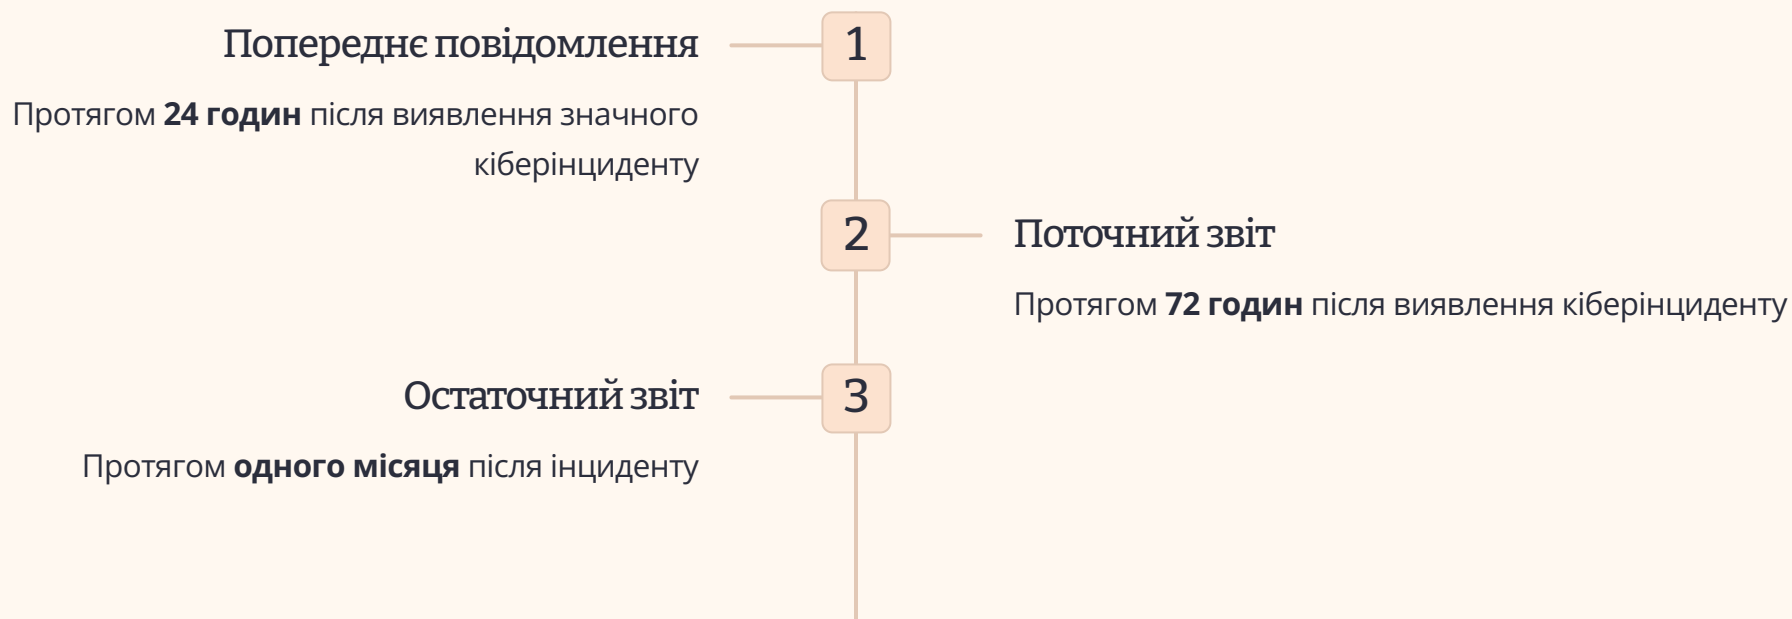 Попереднє повідомлення
1
Протягом 24 годин після виявлення значного
кіберінциденту
2
Поточний звіт
Протягом 72 годин після виявлення кіберінциденту
Остаточний звіт
3
Протягом одного місяця після інциденту